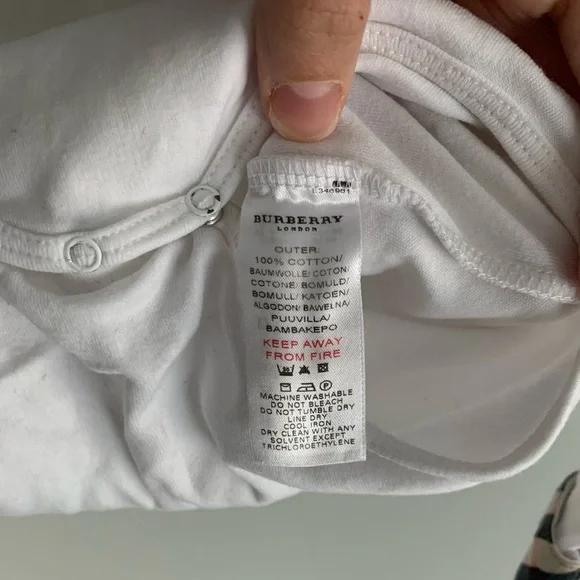 L346901
BURBERRY
LONDON
OUTER:
100% COTTON/
BAUMWOLLE/ COTON/
COTONE/ BOMULD/
BOMULL/ KATOEN/
ALGODON/ BAWELNA/
PUUVILLA/
BAMBAKEPO
KEEP AWAY
FROM FIRE
MACHINE WASHABLE
DO NOT BLEACH
DO NOT TUMBLE DRY
LINE DRY
COOL IRON
DRY CLEAN WITH ANY
SOLVENT EXCEPT
TRICHLOROETHYLENE